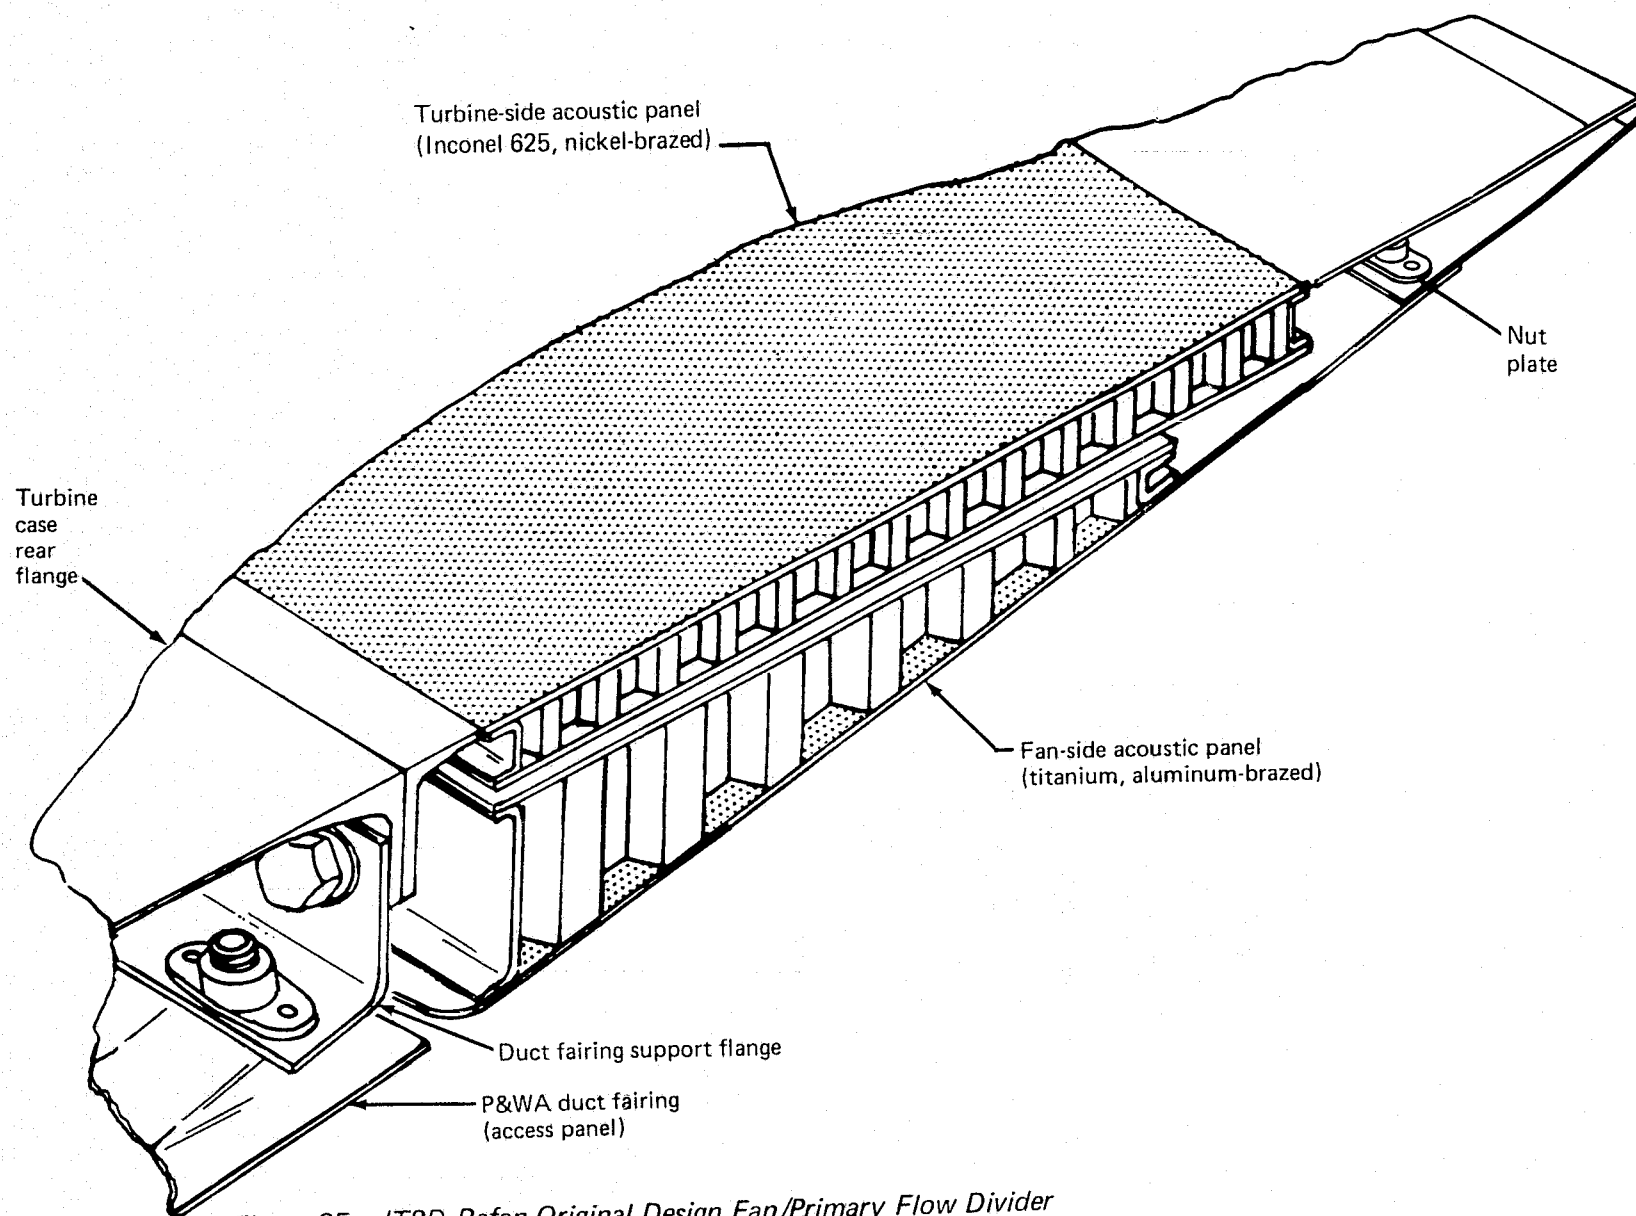 Turbine-side acoustic panel
(Inconel 625, nickel-brazed)
Nut
plate
Turbine
case
rear
flange
Fan-side acoustic panel
(titanium, aluminum-brazed)
Duct fairing support flange
P&WA duct fairing
(access panel)
Refan Original Design Fan/Primary Flow Divider